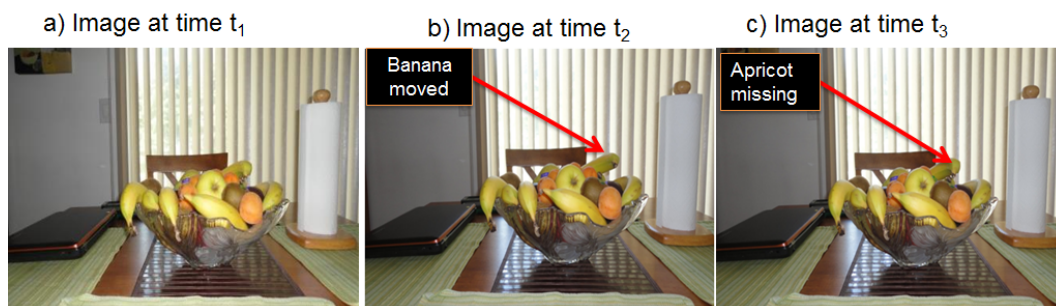 a) Image at time t₁
b) Image at time t₂
c) Image at time t₃
Banana
moved
Apricot
missing